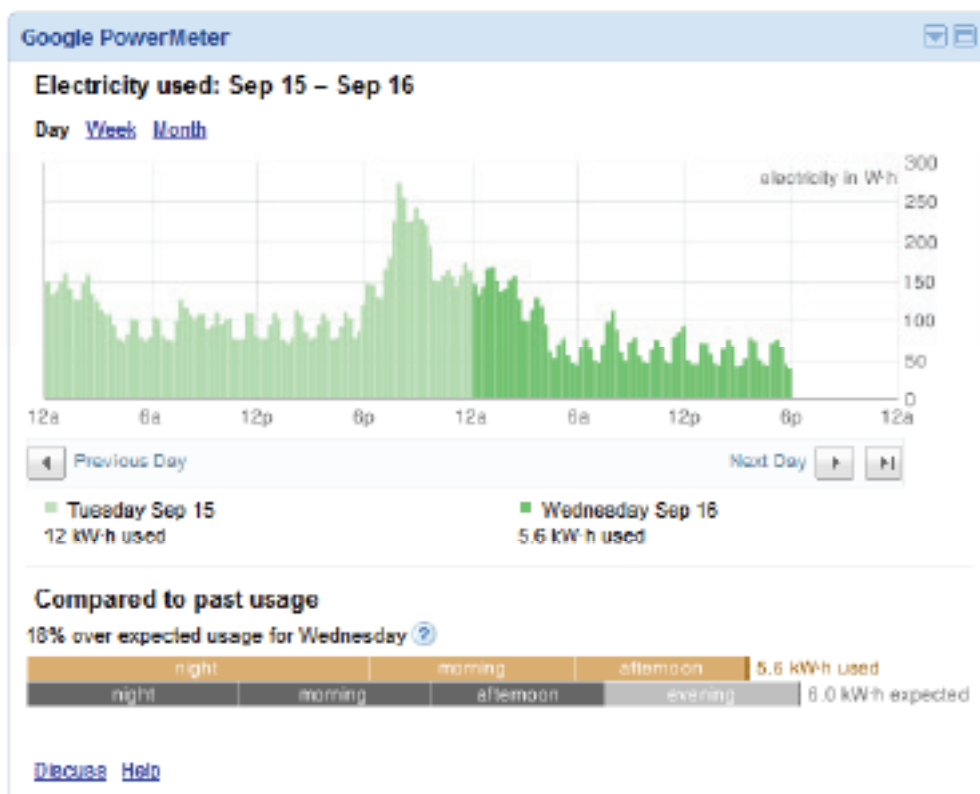 Google PowerMeter
Electricity used: Sep 15 – Sep 16
Day Week Month
300
electricity in W·h
250
200
150
100
50
0
12a 6a 12p 6p 12a 6a 12p 6p 12a
Previous Day Next Day
Tuesday Sep 15 Wednesday Sep 16
12 kW·h used 5.6 kW·h used
Compared to past usage
18% over expected usage for Wednesday ?
night morning afternoon 5.6 kW·h used
night morning afternoon evening 6.0 kW·h expected
Discuss Help